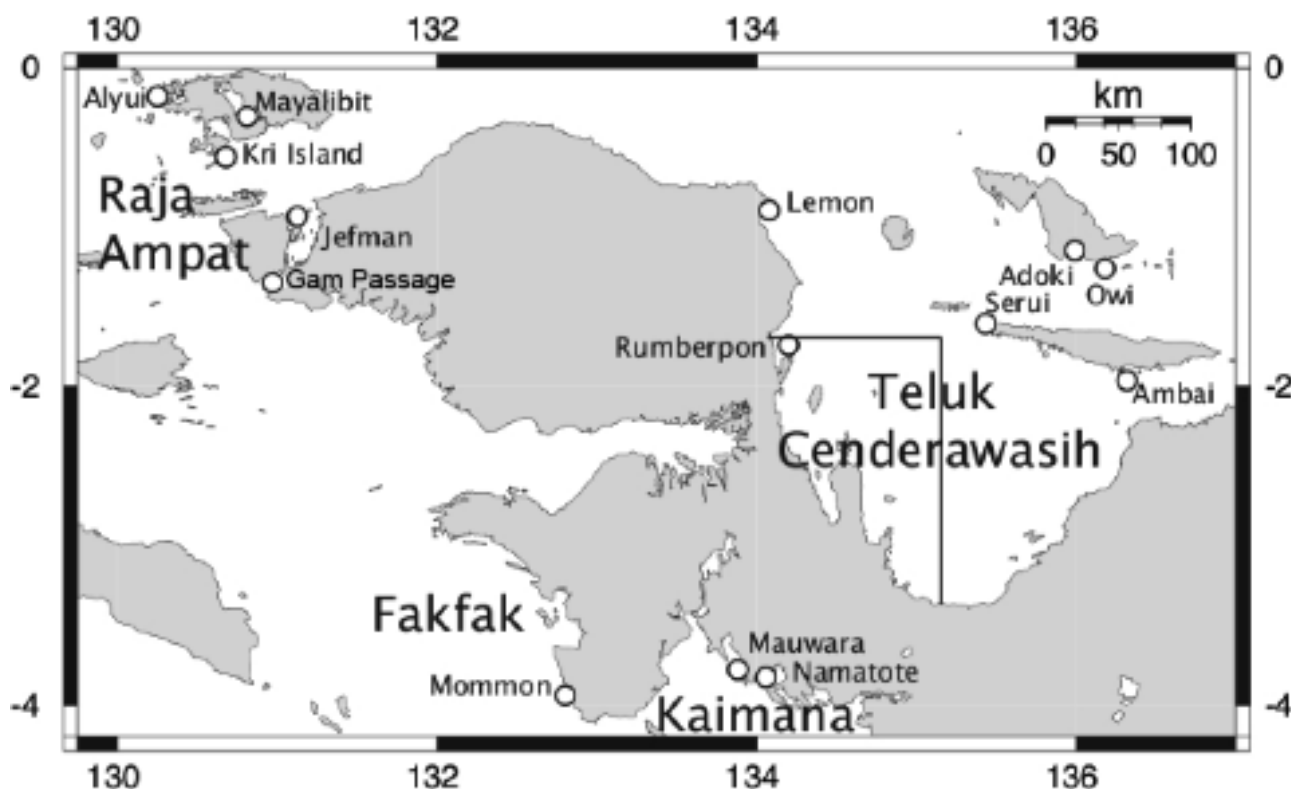 130 132 134 136
0 0
Alyui
Mayalibit
km
0 50 100
Kri Island
Raja
Ampat
Lemon
Jefman
Gam Passage
Adoki
Owi
Serui
Rumberpon
-2 -2
Teluk
Cenderawasih
Ambai
Fakfak
Mauwara
Namatote
Mommon
Kaimana
-4 -4
130 132 134 136